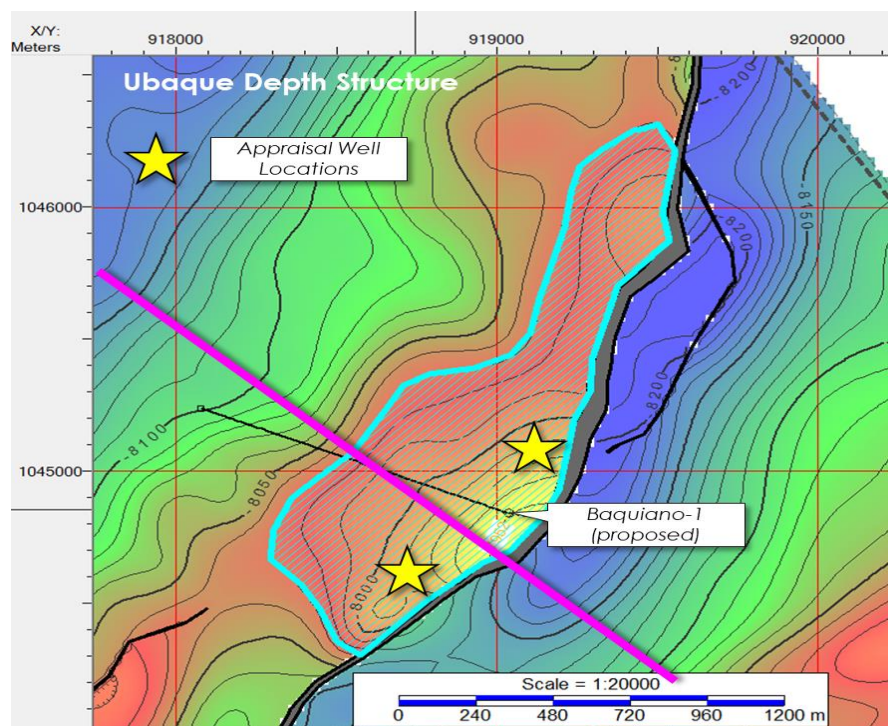 X/Y:
Meters
918000
919000
920000
Ubaque Depth Structure
Appraisal Well
Locations
-8200
-8150
1046000
-8200
-8200
-8100
1045000
-8050
Baquiano-1
(proposed)
-8000
Scale = 1:20000
0 240 480 720 960 1200 m